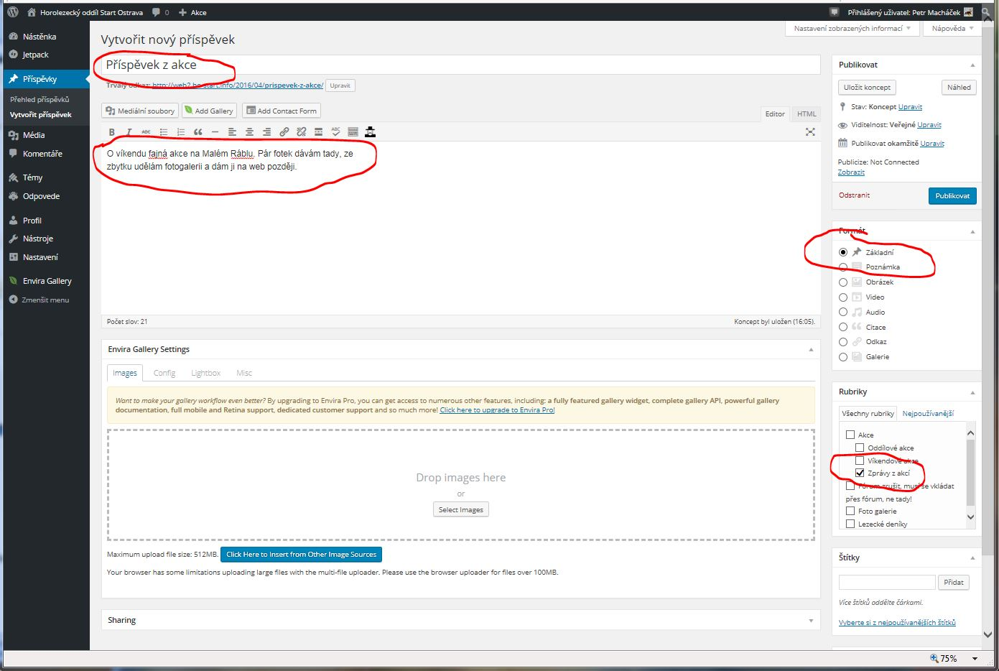 Horolezecký oddíl Start Ostrava 0 Akce
Přihlášený uživatel: Petr Macháček
Nástěnka
Jetpack
Příspěvky
Přehled příspěvků
Vytvořit příspěvek
Média
Komentáře
Témy
Odpovede
Profil
Nástroje
Nastavení
Envira Gallery
Zmenšit menu
Nastavení zobrazených informací
Nápověda
Vytvořit nový příspěvek
Příspěvek z akce
Trvalý odkaz: http://web2.ho-start.info/2016/04/prispevek-z-akce/ Upravit
Mediální soubory Add Gallery Add Contact Form
Editor HTML
B I ABC ABC
O víkendu fajná akce na Malém Ráblu. Pár fotek dávám tady, ze
zbytku udělám fotogalerii a dám ji na web později.
Počet slov: 21
Koncept byl uložen (16:05).
Envira Gallery Settings
Images Config Lightbox Misc
Want to make your gallery workflow even better? By upgrading to Envira Pro, you can get access to numerous other features, including: a fully featured gallery widget, complete gallery API, powerful gallery
documentation, full mobile and Retina support, dedicated customer support and so much more! Click here to upgrade to Envira Pro!
Drop images here
or
Select Images
Maximum upload file size: 512MB. Click Here to Insert from Other Image Sources
Your browser has some limitations uploading large files with the multi-file uploader. Please use the browser uploader for files over 100MB.
Sharing
Publikovat
Uložit koncept Náhled
Stav: Koncept Upravit
Viditelnost: Veřejné Upravit
Publikovat okamžitě Upravit
Publicize: Not Connected
Zobrazit
Odstranit Publikovat
Formát
Základní
Poznámka
Obrázek
Video
Audio
Citace
Odkaz
Galerie
Rubriky
Všechny rubriky Nejpoužívanější
Akce
Oddílové akce
Víkendové akce
Zprávy z akcí
Fórum zrušit, musí se vkládat
přes fórum, ne tady!
Foto galerie
Lezecké deníky
Štítky
Přidat
Více štítků oddělte čárkami.
Vyberte si z nejpoužívanějších štítků
75%